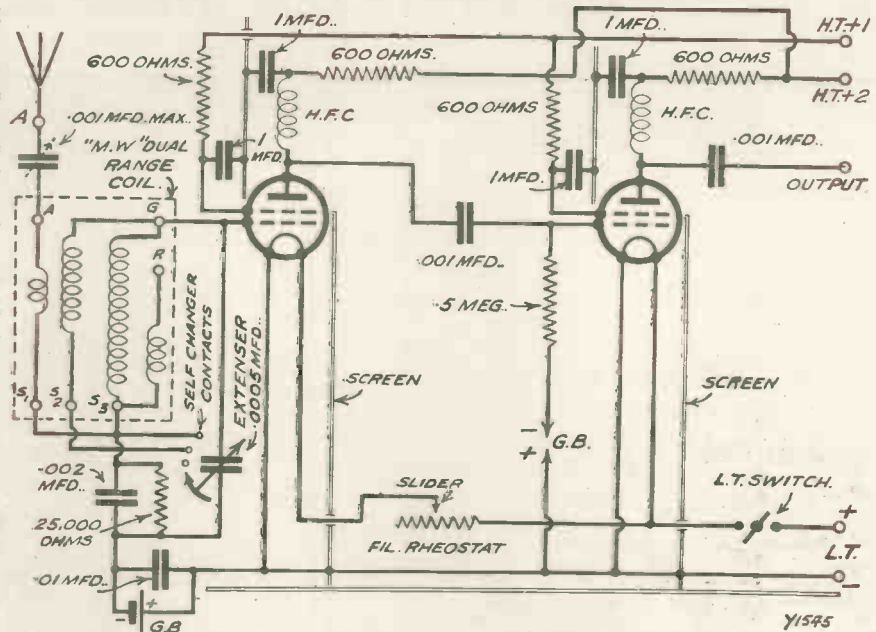 1 MFD..
1 MFD..
H.T.+1
600 OHMS.
600 OHMS.
600 OHMS.
H.T.+2
A
.001 MFD. MAX.
H.F.C
600 OHMS
H.F.C.
.001 MFD..
"M.W" DUAL
RANGE
COIL.
1
MFD.
1MFD.
OUTPUT.
A
G
R
.001 MFD..
.5 MEG.
SELF CHANGER
CONTACTS
EXTENSER
.0005 MFD..
SCREEN
SCREEN
S1
S2
S3
-
+
G.B.
.002
MFD..
SLIDER
L.T. SWITCH.
25,000
OHMS
FIL. RHEOSTAT
+
L.T.
-
.01 MFD..
- +
G.B
Y1545